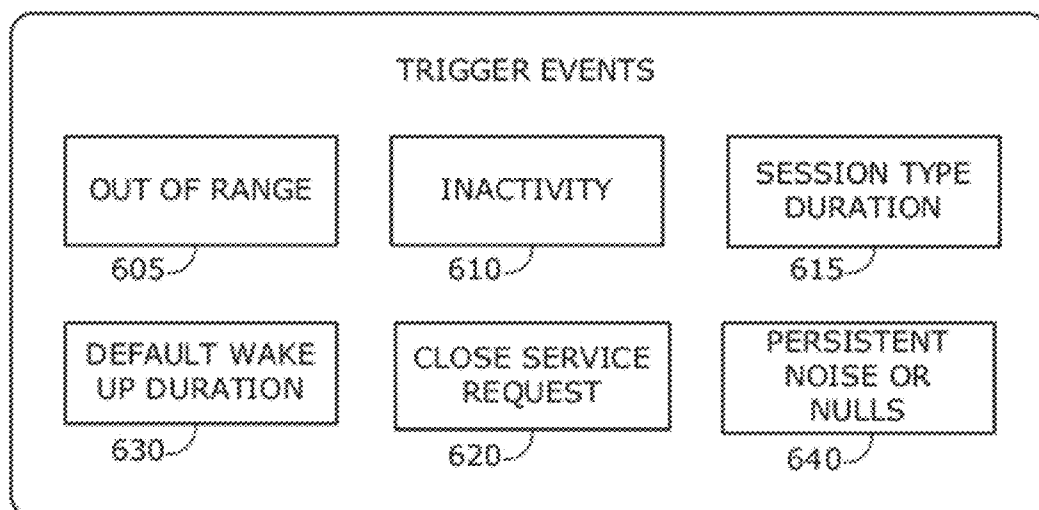 TRIGGER EVENTS
OUT OF RANGE
605
INACTIVITY
610
SESSION TYPE
DURATION
615
DEFAULT WAKE
UP DURATION
630
CLOSE SERVICE
REQUEST
620
PERSISTENT
NOISE OR
NULLS
640